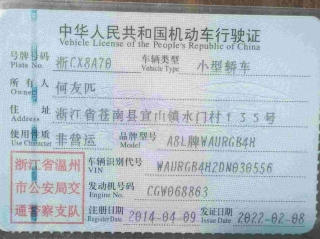 中华人民共和国机动车行驶证
Vehicle License of the People's Republic of China
号牌号码 浙CX8A70 车辆类型 小型轿车
Plate No. Vehicle Type
所有人 何友匹
Owner
住址 浙江省苍南县宜山镇水门村135号
Address
使用性质 非营运 品牌型号 A8L牌WAURGB4H
Use Character Model
浙江省温州
市公安局交
通警察支队
车辆识别代号 WAURGB4H2DN030556
VIN
发动机号码 CGW068863
Engine No.
注册日期 2014-04-09 发证日期 2022-02-08
Register Date Issue Date